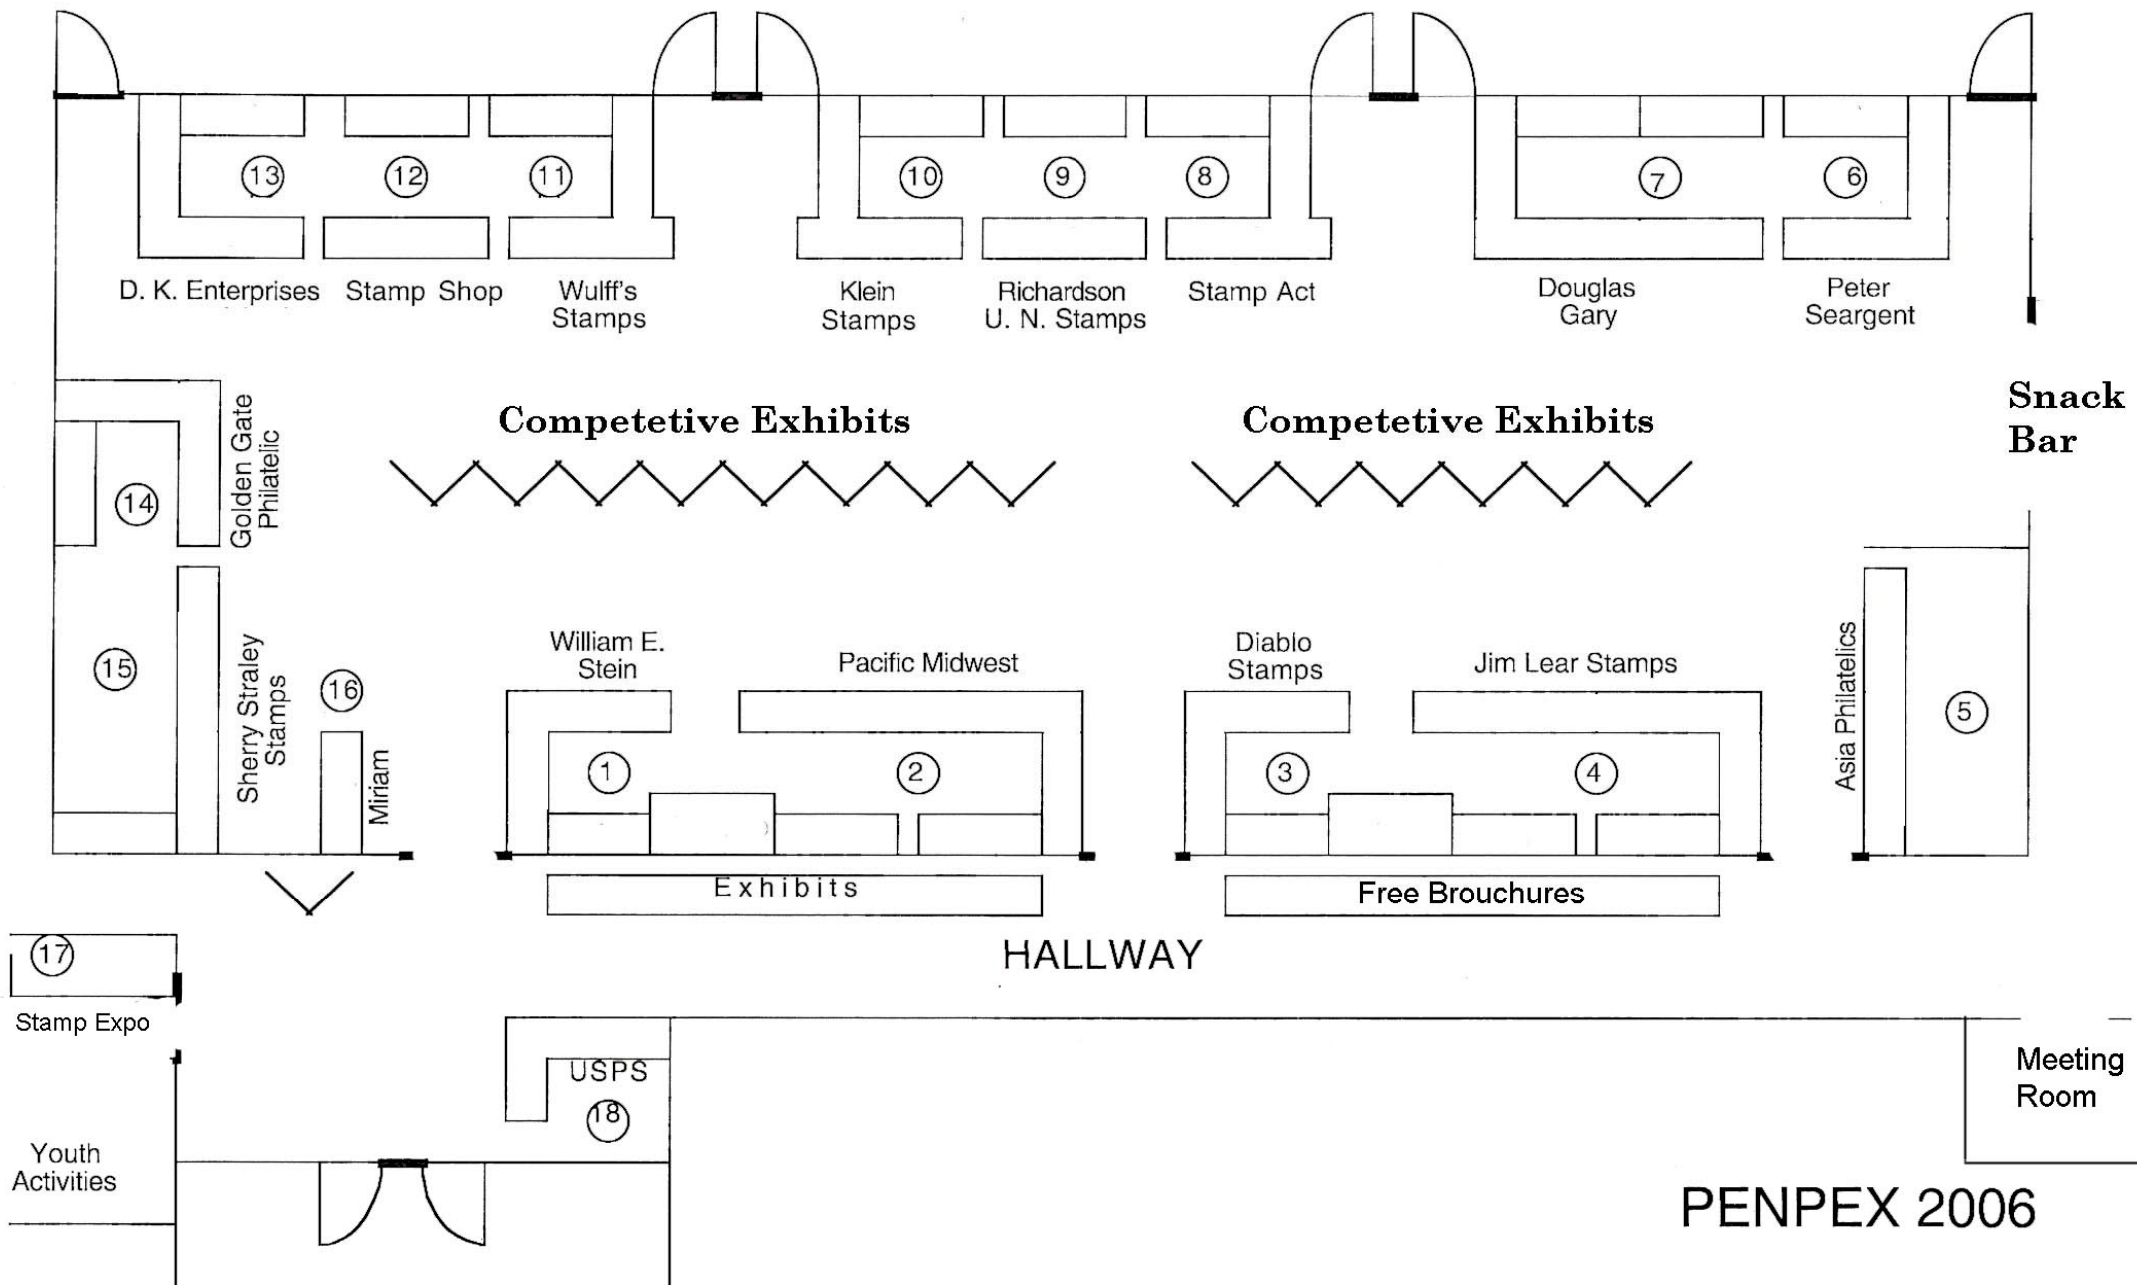 13
12
11
10
9
8
7
6
D. K. Enterprises
Stamp Shop
Wulff's
Stamps
Klein
Stamps
Richardson
U. N. Stamps
Stamp Act
Douglas
Gary
Peter
Seargent
Golden Gate
Philatelic
14
Competetive Exhibits
Competetive Exhibits
Snack
Bar
15
Sherry Straley
Stamps
16
Miriam
William E.
Stein
Pacific Midwest
Diablo
Stamps
Jim Lear Stamps
Asia Philatelics
5
1
2
3
4
Exhibits
Free Brouchures
HALLWAY
17
Stamp Expo
USPS
18
Youth
Activities
Meeting
Room
PENPEX 2006